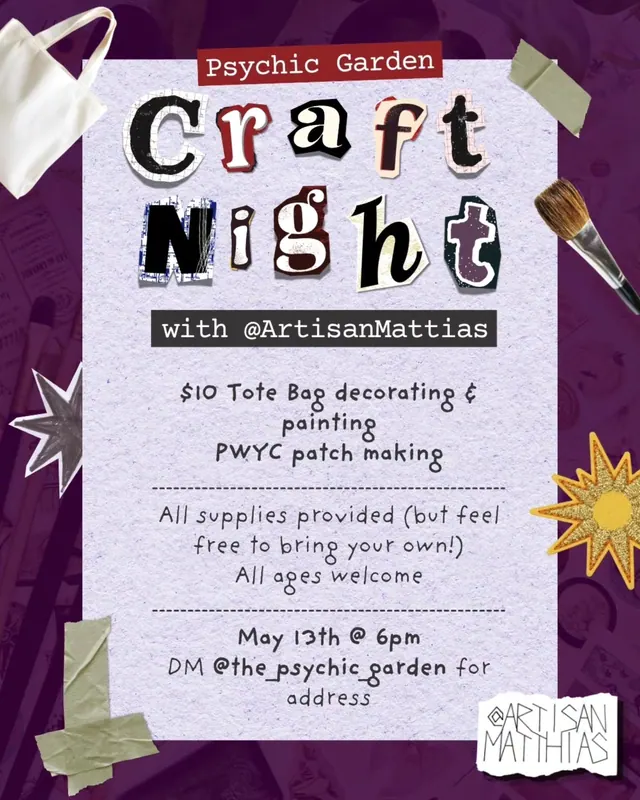 Psychic Garden
Craft
Night
with @ArtisanMattias
$10 Tote Bag decorating &
painting
PWYC patch making
All supplies provided (but feel
free to bring your own!)
All ages welcome
May 13th @ 6pm
DM @the_psychic_garden for
address
@ARTISAN
MATTHIAS